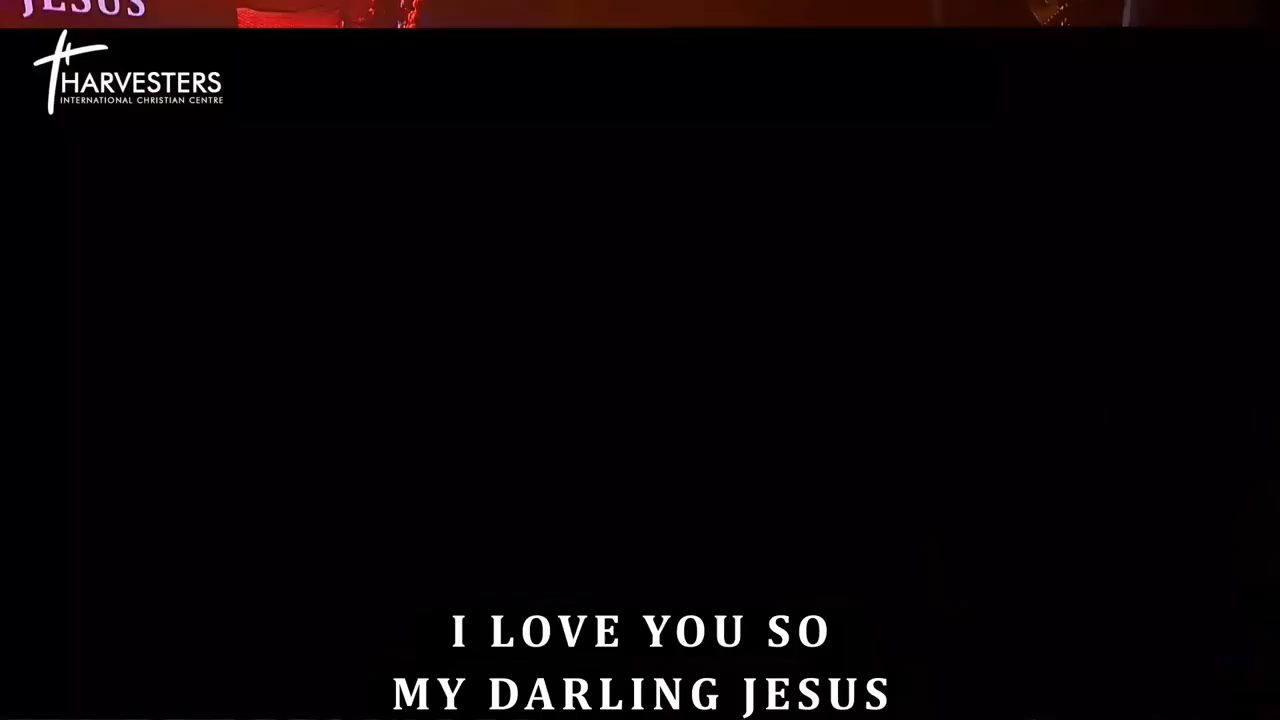 JESUS
HARVESTERS
INTERNATIONAL CHRISTIAN CENTRE
I LOVE YOU SO
MY DARLING JESUS